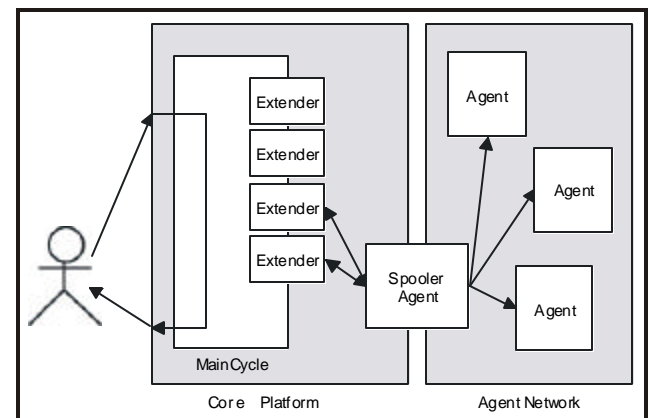 Extender
Extender
Extender
Extender
MainCycle
Core Platform
Spooler
Agent
Agent
Agent
Agent
Agent Network